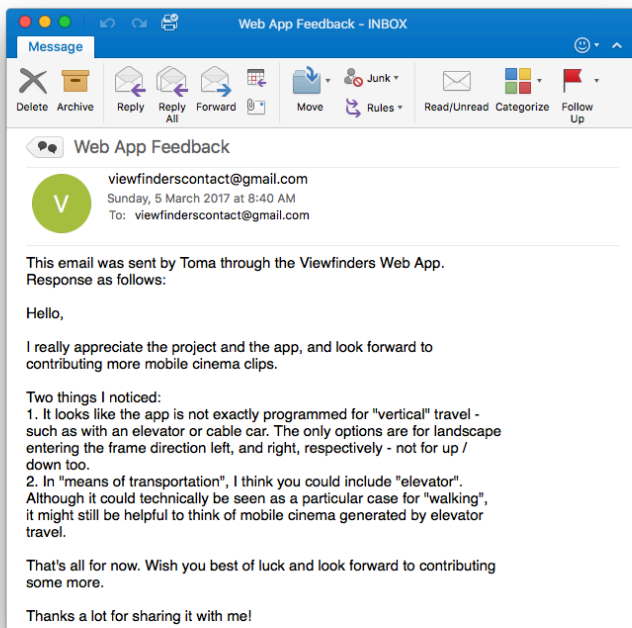 Web App Feedback - INBOX
Message
Delete
Archive
Reply
Reply All
Forward
Move
Junk
Rules
Read/Unread
Categorize
Follow Up
Web App Feedback
V
viewfinderscontact@gmail.com
Sunday, 5 March 2017 at 8:40 AM
To: viewfinderscontact@gmail.com
This email was sent by Toma through the Viewfinders Web App.
Response as follows:
Hello,
I really appreciate the project and the app, and look forward to
contributing more mobile cinema clips.
Two things I noticed:
1. It looks like the app is not exactly programmed for "vertical" travel -
such as with an elevator or cable car. The only options are for landscape
entering the frame direction left, and right, respectively - not for up /
down too.
2. In "means of transportation", I think you could include "elevator".
Although it could technically be seen as a particular case for "walking",
it might still be helpful to think of mobile cinema generated by elevator
travel.
That's all for now. Wish you best of luck and look forward to contributing
some more.
Thanks a lot for sharing it with me!